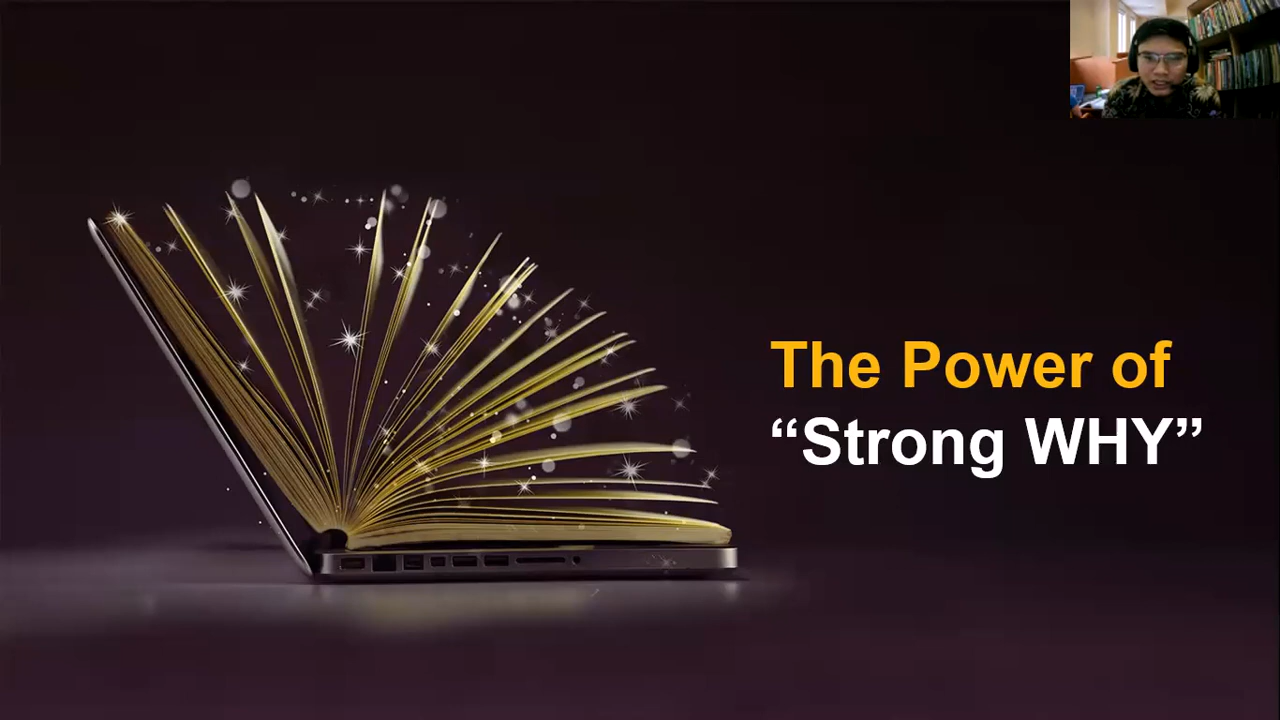 The Power of
“Strong WHY”